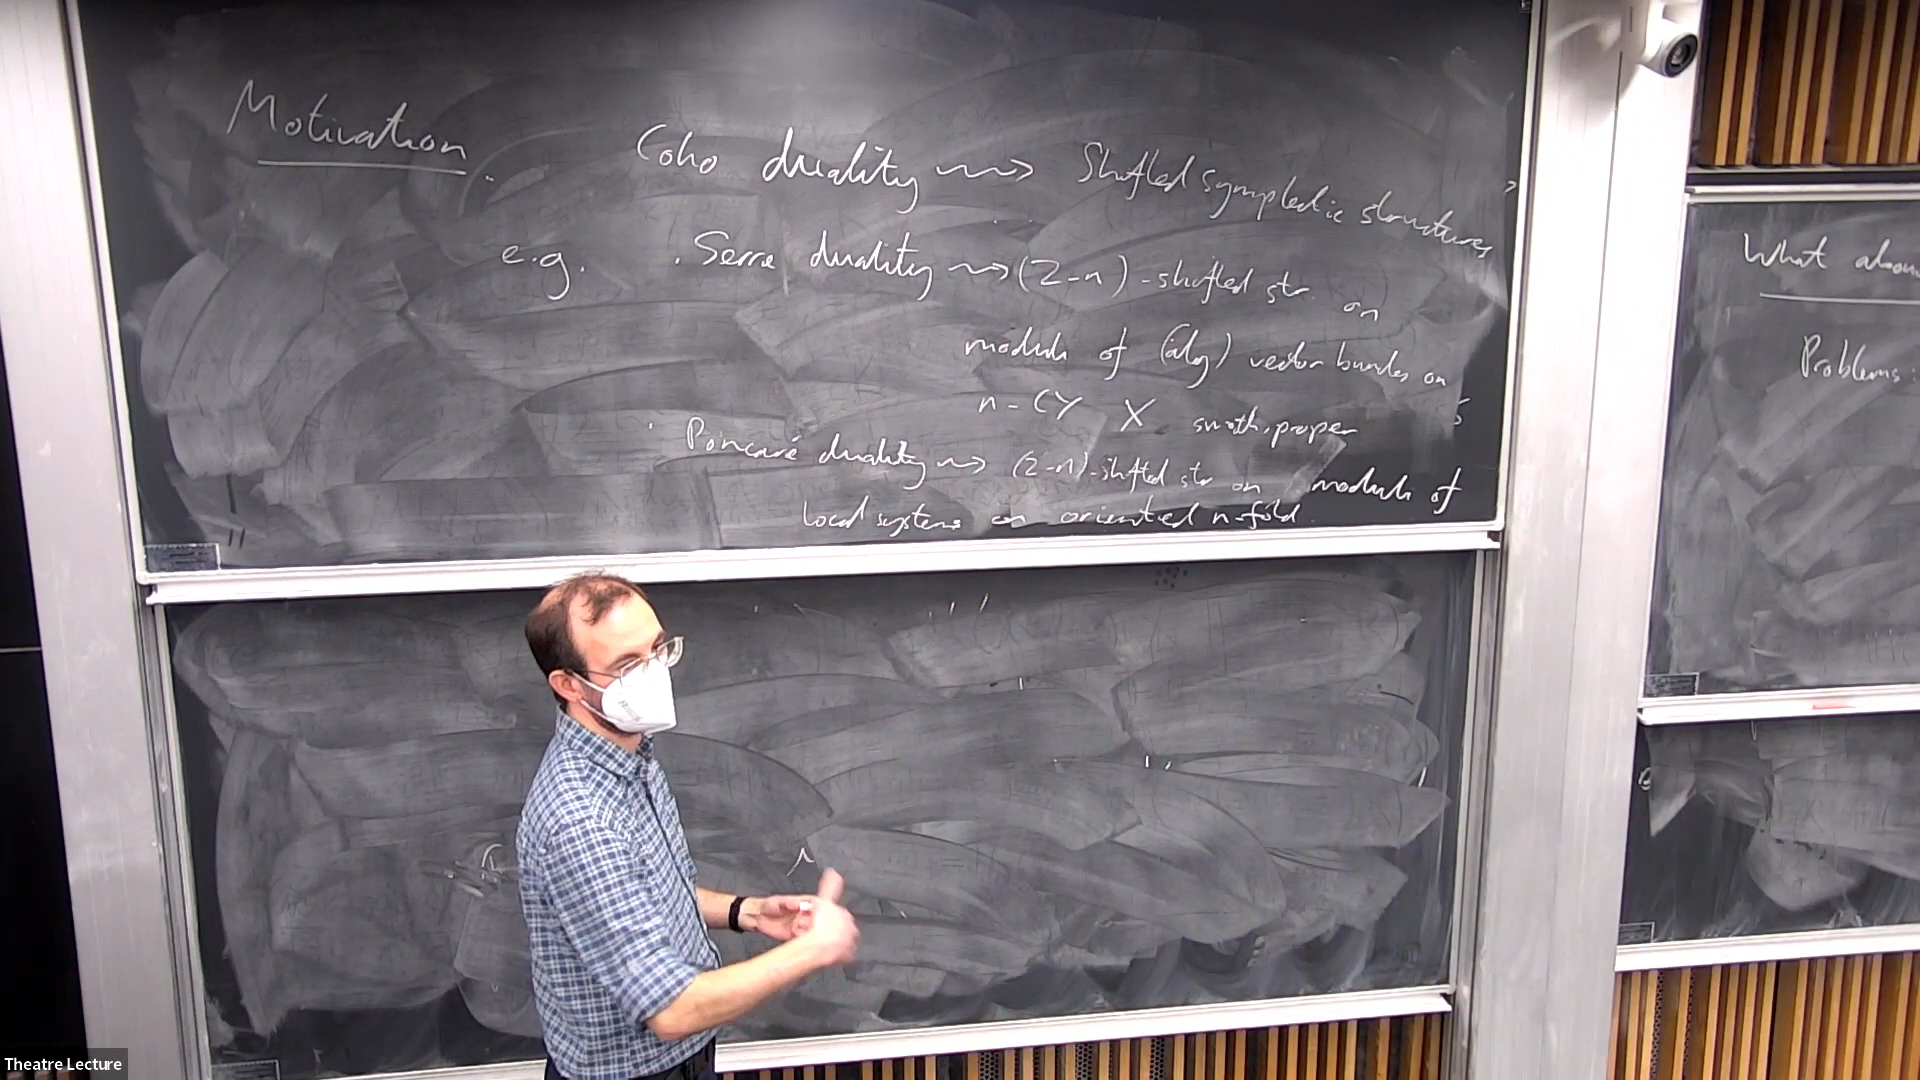 Motivation. Coho duality ⇝ Shifted symplectic structures
e.g. . Serre duality ⇝ (2-n)-shifted str. on
moduli of (alg) vector bundles on
n-CY X smooth, proper
. Poincaré duality ⇝ (2-n)-shifted str on moduli of
local systems on oriented n-fold
What abou
Problems:
Theatre Lecture